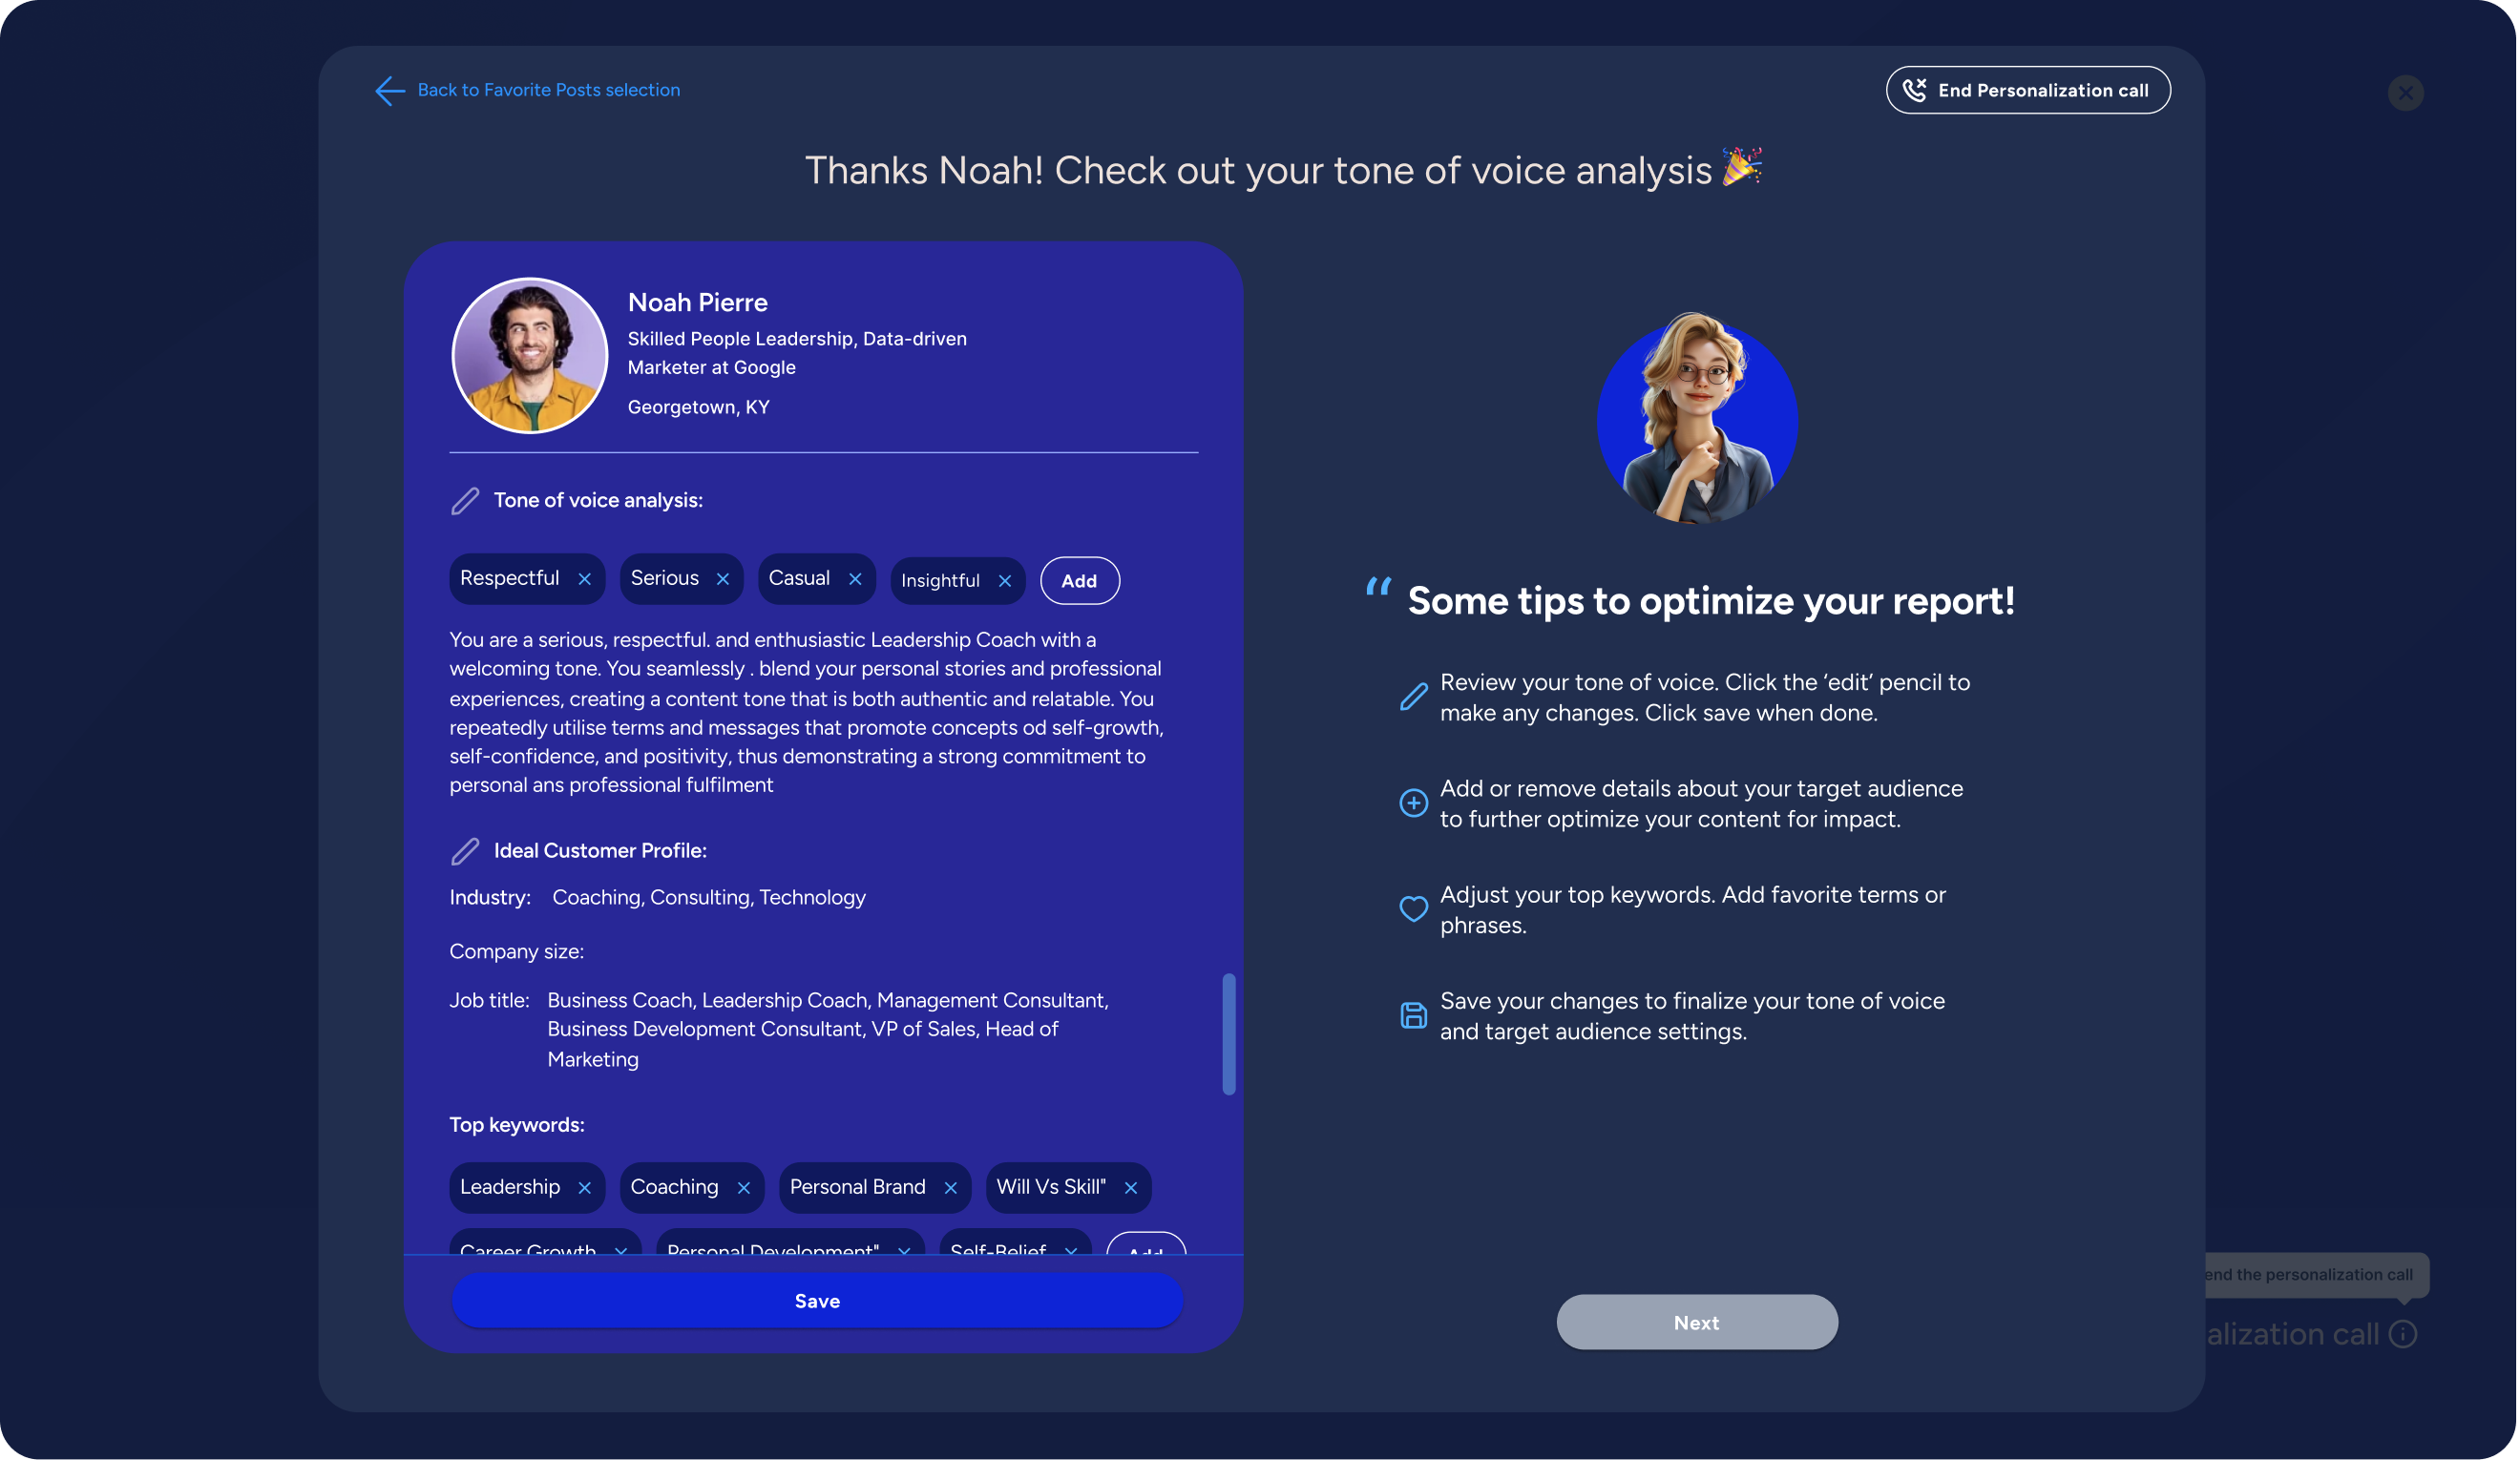 Back to Favorite Posts selection
End Personalization call
Thanks Noah! Check out your tone of voice analysis
Noah Pierre
Skilled People Leadership, Data-driven
Marketer at Google
Georgetown, KY
Tone of voice analysis:
Respectful
Serious
Casual
Insightful
Add
You are a serious, respectful. and enthusiastic Leadership Coach with a
welcoming tone. You seamlessly . blend your personal stories and professional
experiences, creating a content tone that is both authentic and relatable. You
repeatedly utilise terms and messages that promote concepts od self-growth,
self-confidence, and positivity, thus demonstrating a strong commitment to
personal ans professional fulfilment
Ideal Customer Profile:
Industry: Coaching, Consulting, Technology
Company size:
Job title: Business Coach, Leadership Coach, Management Consultant,
Business Development Consultant, VP of Sales, Head of
Marketing
Top keywords:
Leadership
Coaching
Personal Brand
Will Vs Skill"
Career Growth
Personal Development"
Self-Belief
Add
Save
“ Some tips to optimize your report!
Review your tone of voice. Click the ‘edit’ pencil to
make any changes. Click save when done.
Add or remove details about your target audience
to further optimize your content for impact.
Adjust your top keywords. Add favorite terms or
phrases.
Save your changes to finalize your tone of voice
and target audience settings.
Next
end the personalization call
alization call